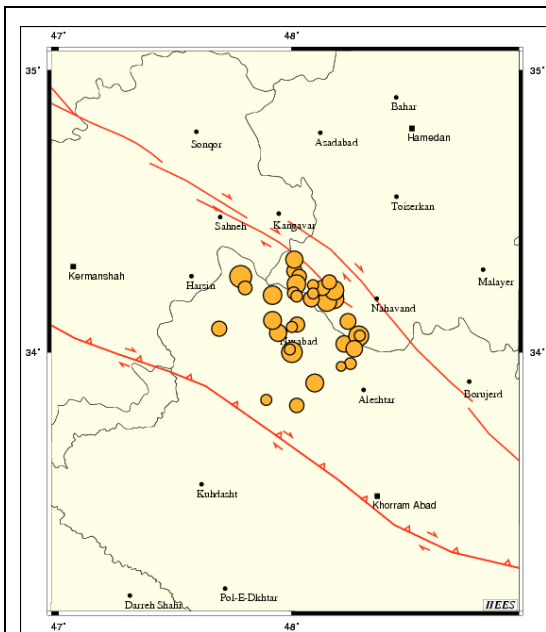 47'
48'
35'
35'
Bahar
Hamedan
Sonqor
Asadabad
Toiserkan
Sahneh
Kangavar
Kermanshah
Harsin
Malayer
Nahavand
34'
34'
Aleshtar
Borujerd
Kuhdasht
Khorram Abad
Pol-E-Dkhtar
Darreh Shahr
IIEES
47'
48'